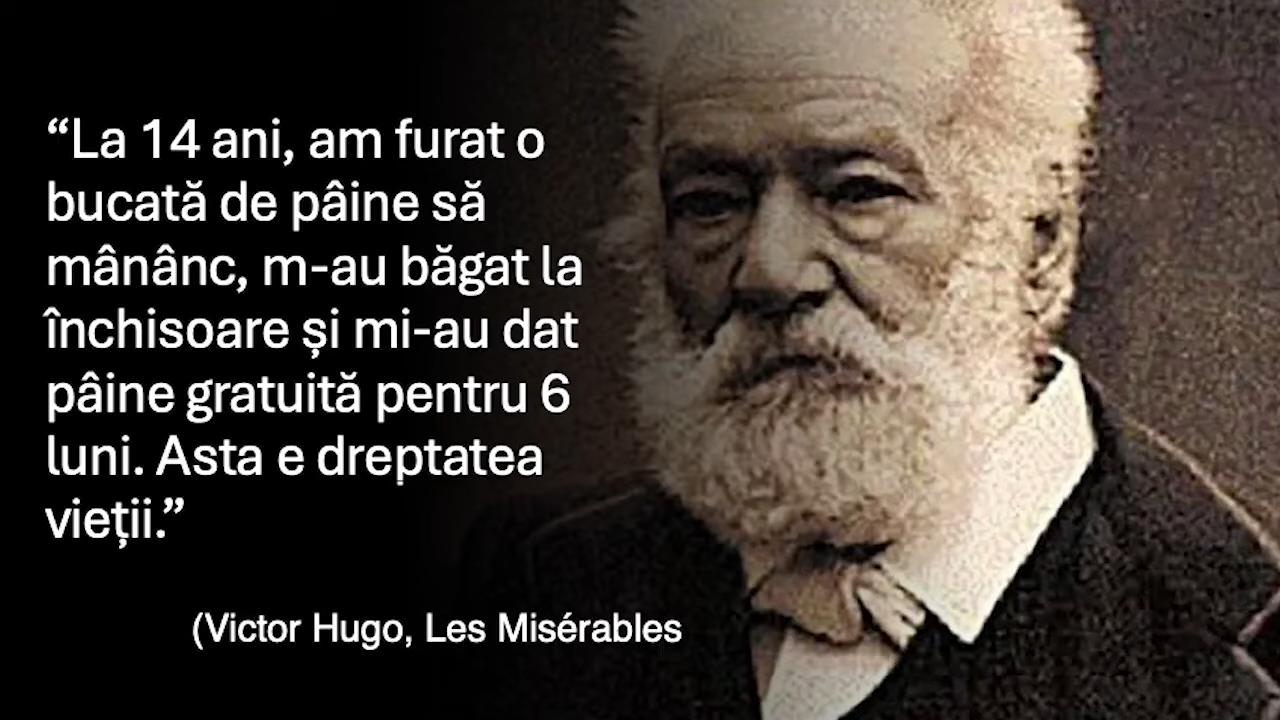 “La 14 ani, am furat o
bucată de pâine să
mănânc, m-au băgat la
închisoare și mi-au dat
pâine gratuită pentru 6
luni. Asta e dreptatea
vieții.”
(Victor Hugo, Les Misérables